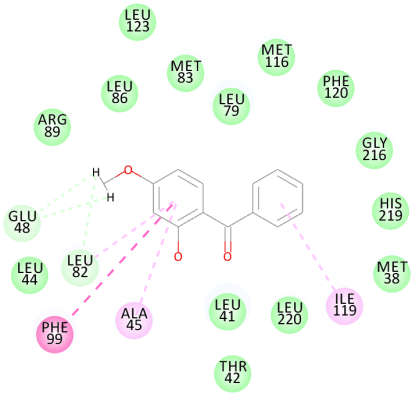 LEU
123
MET
83
MET
116
LEU
86
LEU
79
PHE
120
ARG
89
GLY
216
H
O
H
GLU
48
HIS
219
LEU
82
LEU
44
O
O
MET
38
PHE
99
ALA
45
LEU
41
LEU
220
ILE
119
THR
42